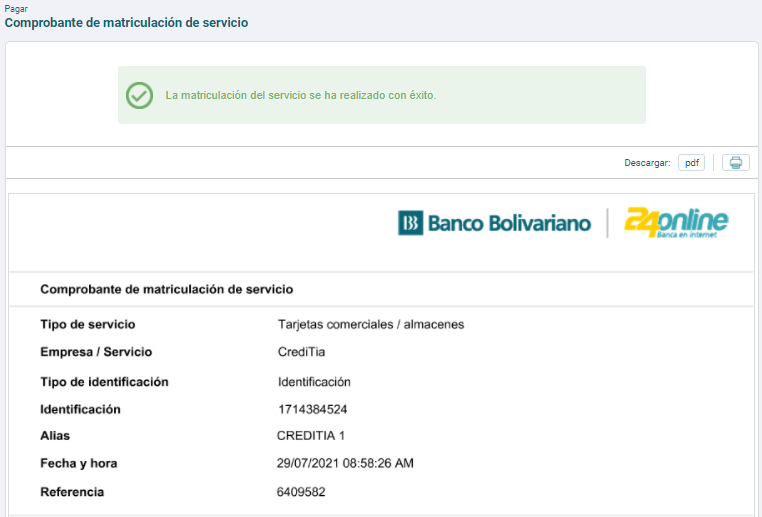 Pagar
Comprobante de matriculación de servicio
La matriculación del servicio se ha realizado con éxito.
Descargar: pdf
B Banco Bolivariano | 24online
Banca en internet
Comprobante de matriculación de servicio
Tipo de servicio Tarjetas comerciales / almacenes
Empresa / Servicio CrediTia
Tipo de identificación Identificación
Identificación 1714384524
Alias CREDITIA 1
Fecha y hora 29/07/2021 08:58:26 AM
Referencia 6409582